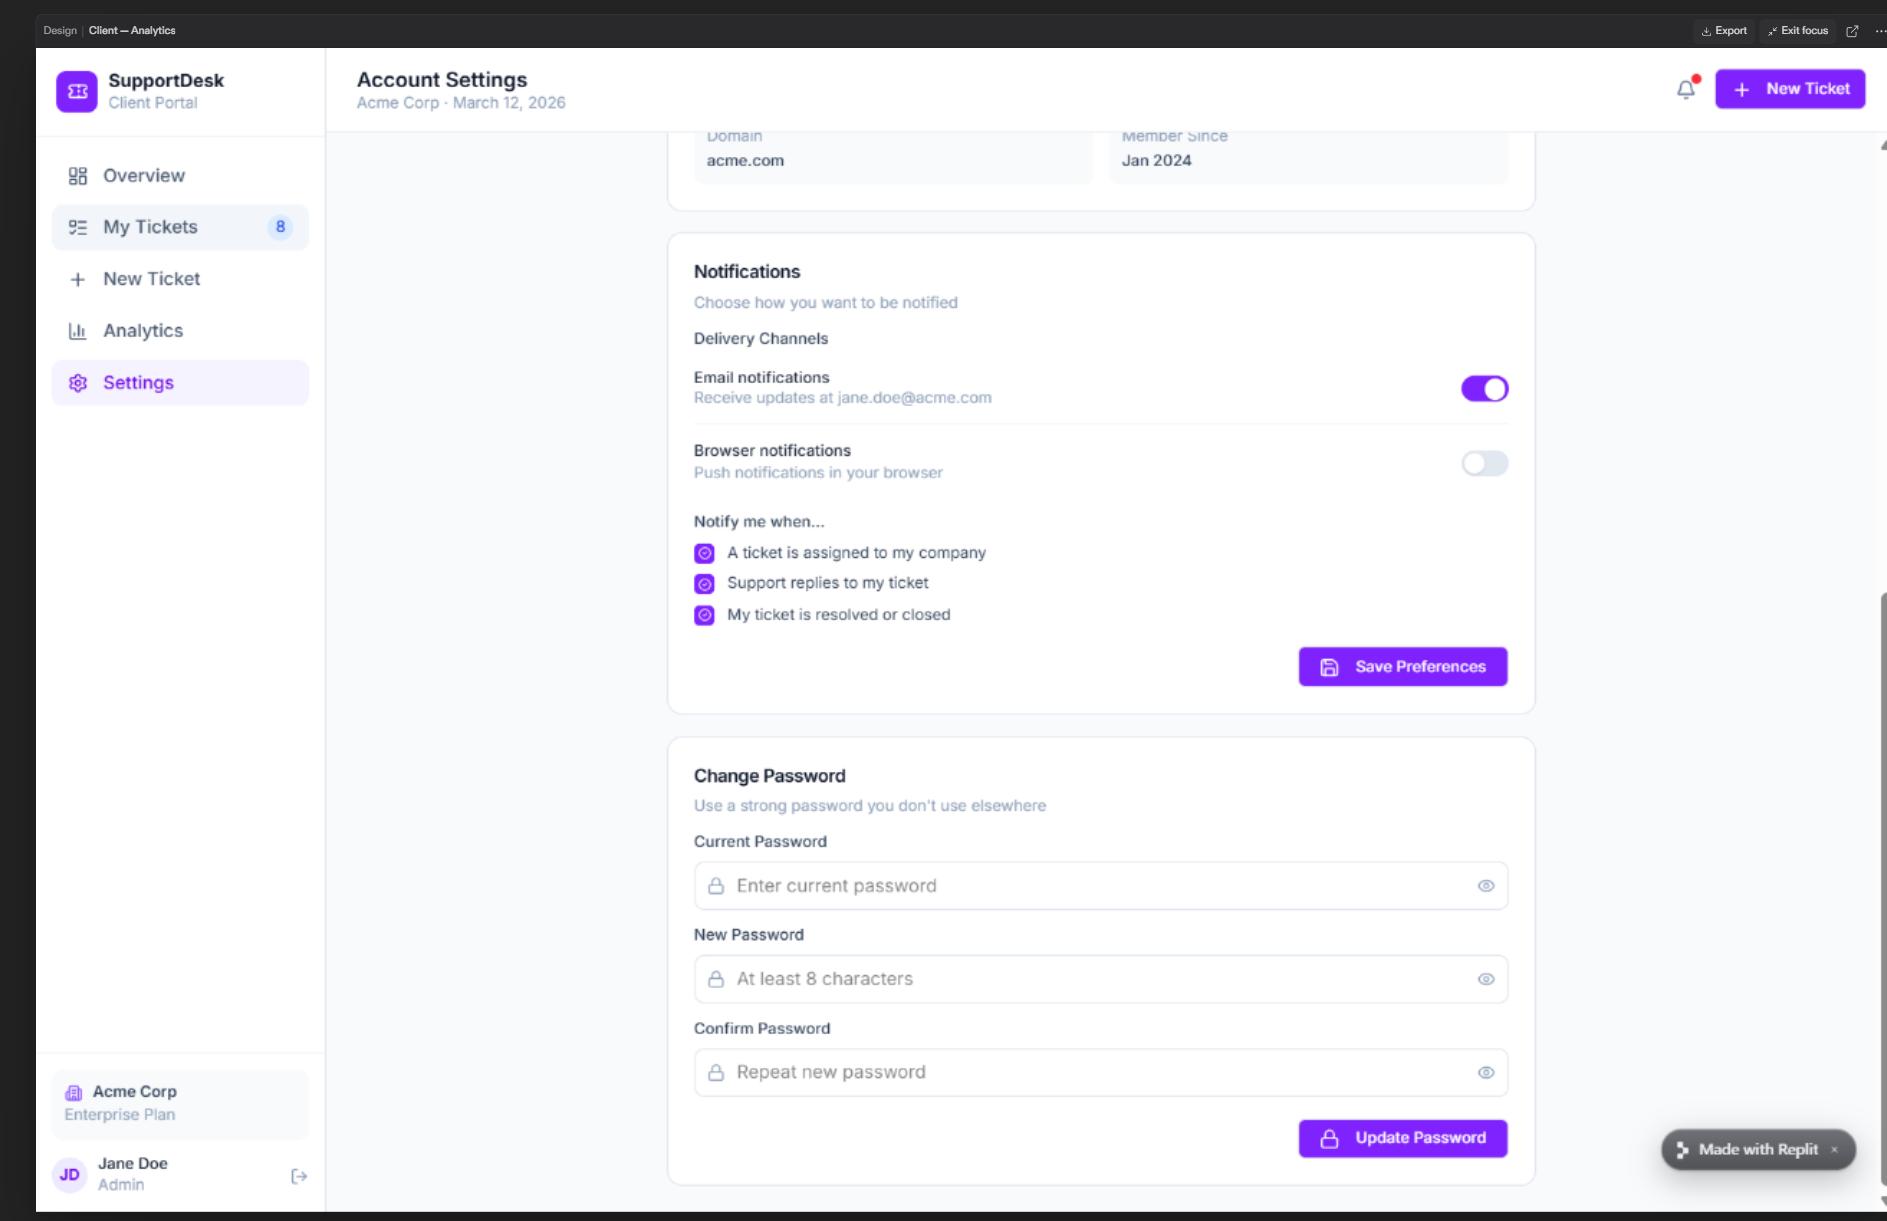 Design | Client — Analytics
Export
Exit focus
SupportDesk
Client Portal
Account Settings
Acme Corp · March 12, 2026
New Ticket
Overview
My Tickets 8
New Ticket
Analytics
Settings
Acme Corp
Enterprise Plan
JD
Jane Doe
Admin
Domain
acme.com
Member Since
Jan 2024
Notifications
Choose how you want to be notified
Delivery Channels
Email notifications
Receive updates at jane.doe@acme.com
Browser notifications
Push notifications in your browser
Notify me when...
A ticket is assigned to my company
Support replies to my ticket
My ticket is resolved or closed
Save Preferences
Change Password
Use a strong password you don't use elsewhere
Current Password
Enter current password
New Password
At least 8 characters
Confirm Password
Repeat new password
Update Password
Made with Replit ×